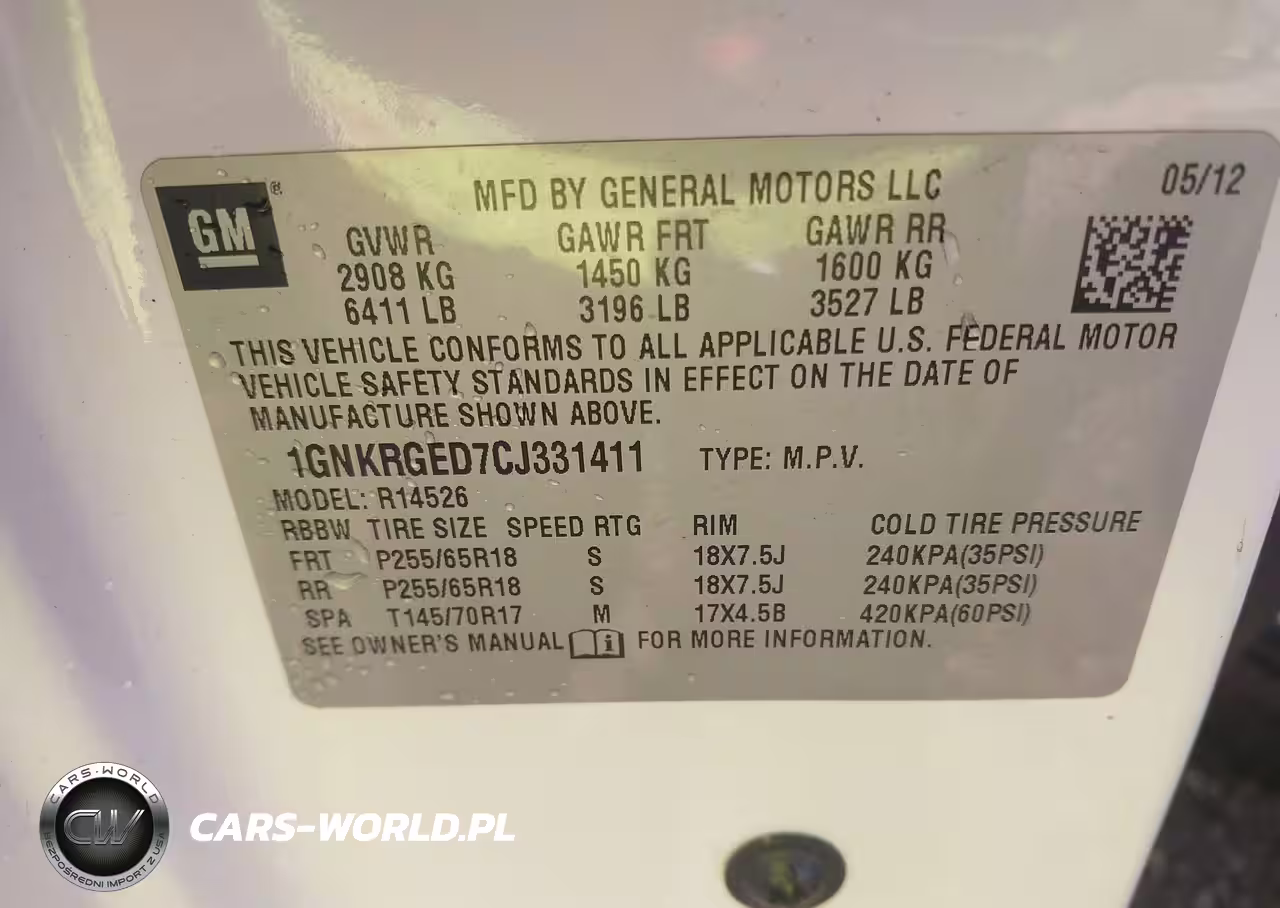 GM®
MFD BY GENERAL MOTORS LLC
05/12
GVWR GAWR FRT GAWR RR
2908 KG 1450 KG 1600 KG
6411 LB 3196 LB 3527 LB
THIS VEHICLE CONFORMS TO ALL APPLICABLE U.S. FEDERAL MOTOR
VEHICLE SAFETY STANDARDS IN EFFECT ON THE DATE OF
MANUFACTURE SHOWN ABOVE.
1GNKRGED7CJ331411 TYPE: M.P.V.
MODEL: R14526
RBBW TIRE SIZE SPEED RTG RIM COLD TIRE PRESSURE
FRT P255/65R18 S 18X7.5J 240KPA(35PSI)
RR P255/65R18 S 18X7.5J 240KPA(35PSI)
SPA T145/70R17 M 17X4.5B 420KPA(60PSI)
SEE OWNER'S MANUAL i FOR MORE INFORMATION.
CARS-WORLD
CW
BEZPOŚREDNI IMPORT Z USA
CARS-WORLD.PL